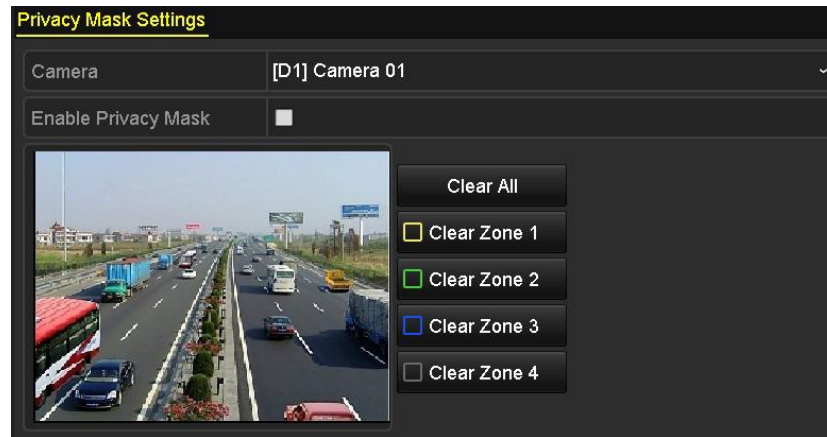 Privacy Mask Settings
Camera
[D1] Camera 01
Enable Privacy Mask
Clear All
Clear Zone 1
Clear Zone 2
Clear Zone 3
Clear Zone 4